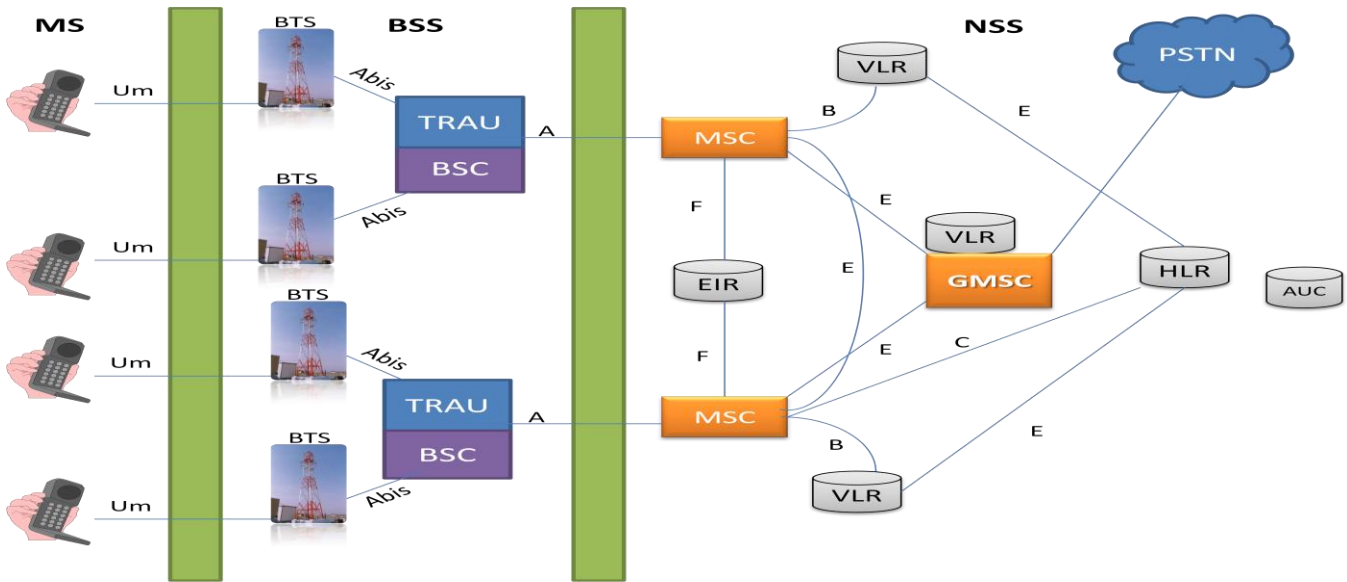 MS
BSS
NSS
BTS
Um
Abis
TRAU
BSC
A
BTS
Um
Abis
BTS
Um
Abis
TRAU
BSC
A
BTS
Um
Abis
VLR
PSTN
B
E
MSC
E
F
VLR
GMSC
E
EIR
HLR
AUC
F
E
C
MSC
B
E
VLR